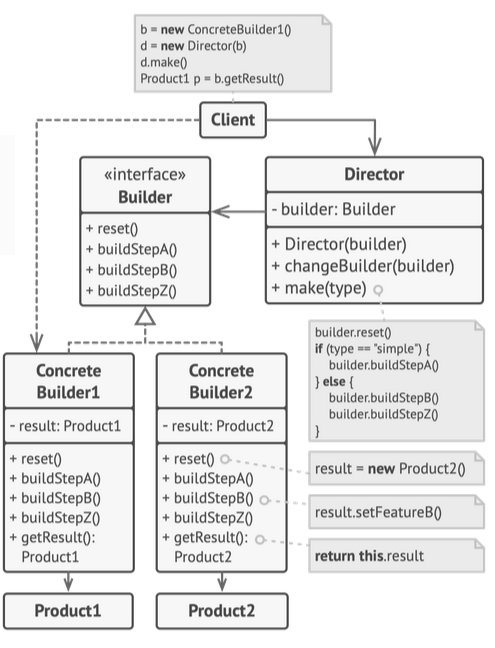 b = new ConcreteBuilder1()
d = new Director(b)
d.make()
Product1 p = b.getResult()
Client
«interface»
Builder
+ reset()
+ buildStepA()
+ buildStepB()
+ buildStepZ()
Director
- builder: Builder
+ Director(builder)
+ changeBuilder(builder)
+ make(type)
builder.reset()
if (type == "simple") {
builder.buildStepA()
} else {
builder.buildStepB()
builder.buildStepZ()
}
Concrete
Builder1
- result: Product1
+ reset()
+ buildStepA()
+ buildStepB()
+ buildStepZ()
+ getResult():
Product1
Concrete
Builder2
- result: Product2
+ reset()
+ buildStepA()
+ buildStepB()
+ buildStepZ()
+ getResult():
Product2
result = new Product2()
result.setFeatureB()
return this.result
Product1
Product2